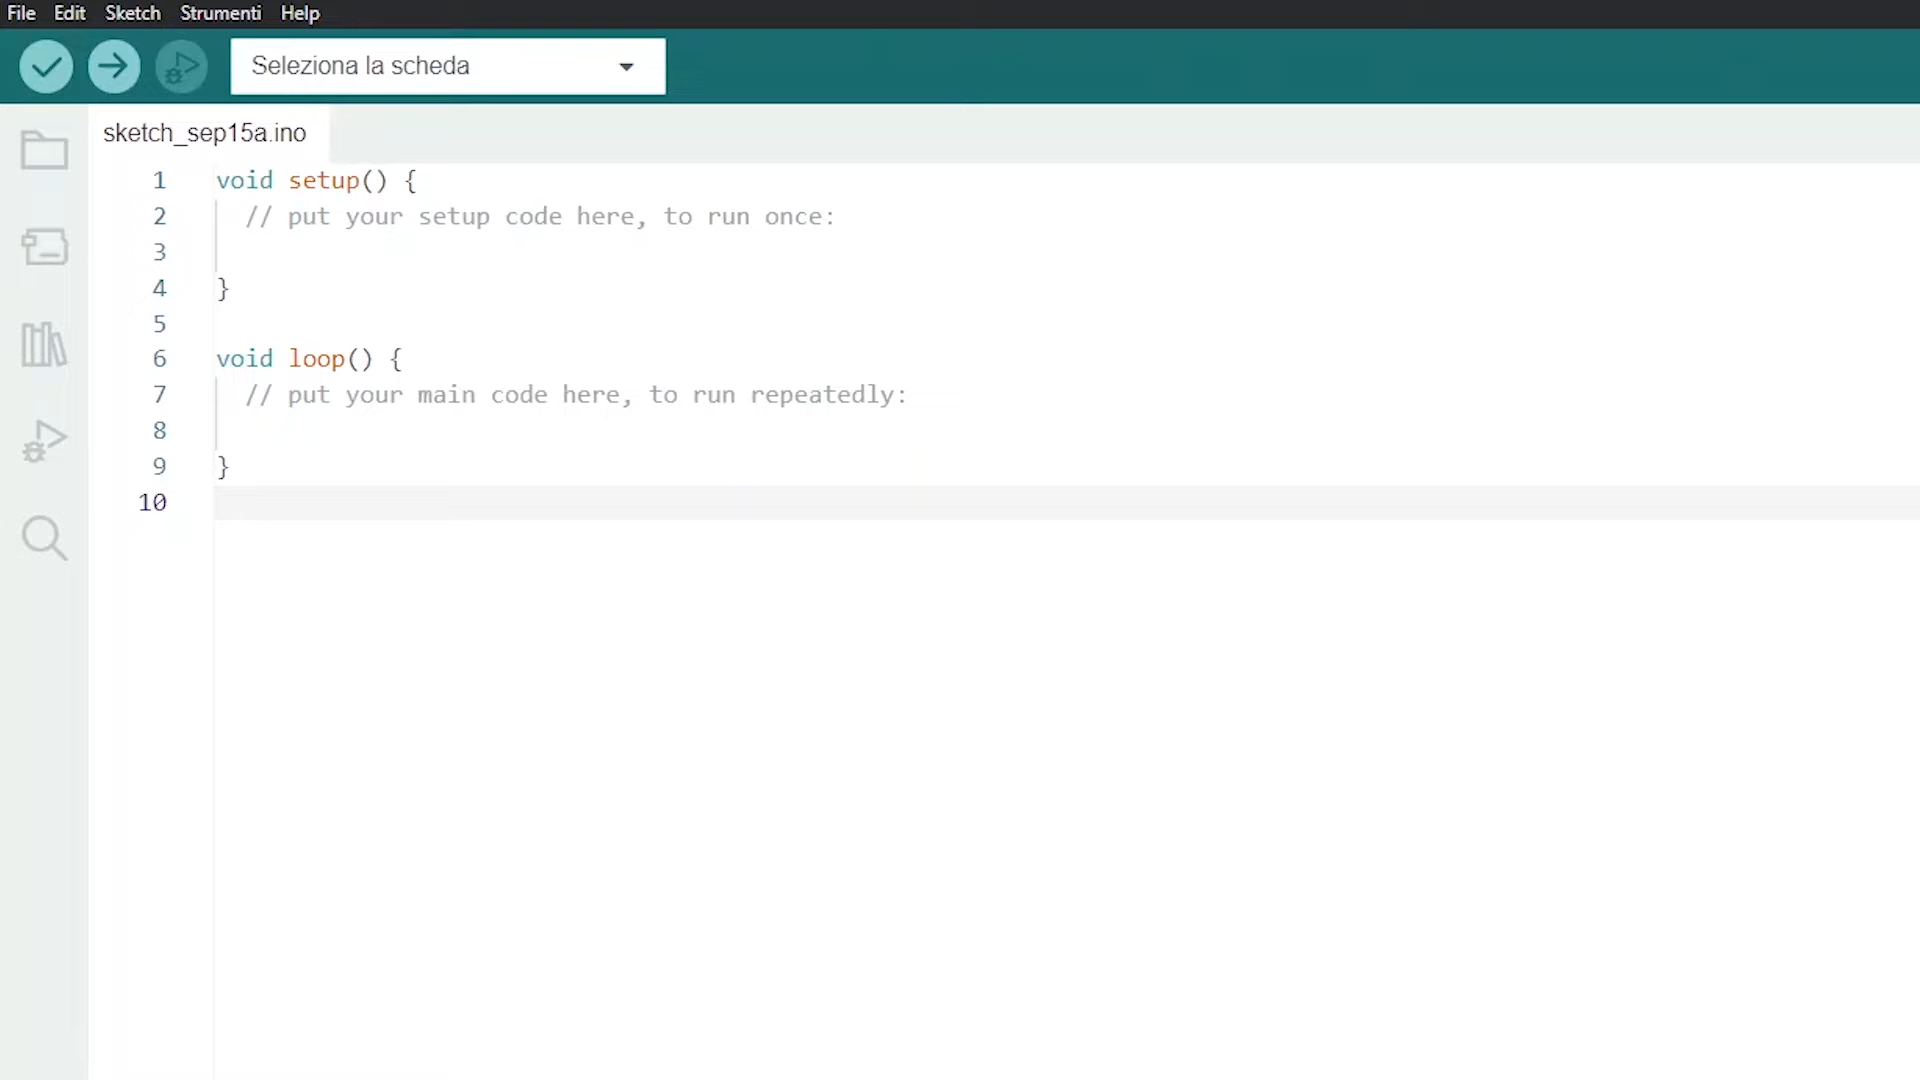 File Edit Sketch Strumenti Help
Seleziona la scheda
sketch_sep15a.ino
1 void setup() {
2 // put your setup code here, to run once:
3
4 }
5
6 void loop() {
7 // put your main code here, to run repeatedly:
8
9 }
10